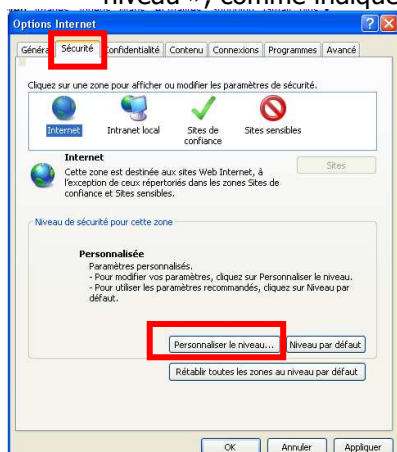 niveau », comme indiqué
Options Internet
Général Sécurité Confidentialité Contenu Connexions Programmes Avancé
Cliquez sur une zone pour afficher ou modifier les paramètres de sécurité.
Internet Intranet local Sites de confiance Sites sensibles
Internet
Cette zone est destinée aux sites Web Internet, à
l'exception de ceux répertoriés dans les zones Sites de
confiance et Sites sensibles.
Sites
Niveau de sécurité pour cette zone
Personnalisée
Paramètres personnalisés.
- Pour modifier vos paramètres, cliquez sur Personnaliser le niveau.
- Pour utiliser les paramètres recommandés, cliquez sur Niveau par
défaut.
Personnaliser le niveau... Niveau par défaut
Rétablir toutes les zones au niveau par défaut
OK Annuler Appliquer